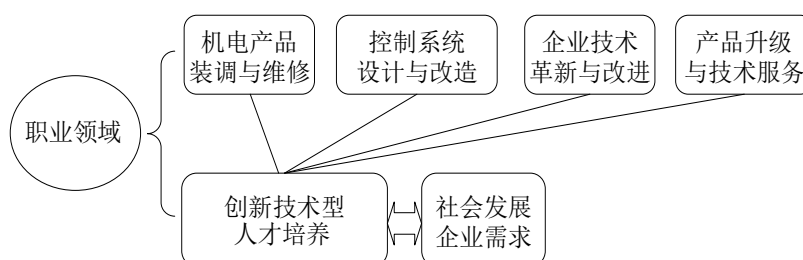 机电产品
装调与维修
控制系统
设计与改造
企业技术
革新与改进
产品升级
与技术服务
职业领域
创新技术型
人才培养
社会发展
企业需求